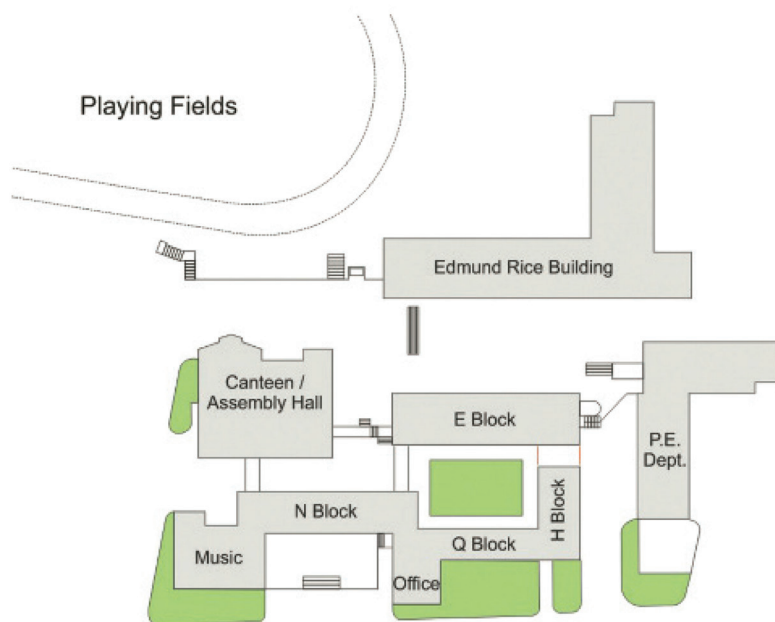 Playing Fields
Edmund Rice Building
Canteen /
Assembly Hall
E Block
P.E.
Dept.
N Block
H Block
Music
Q Block
Office